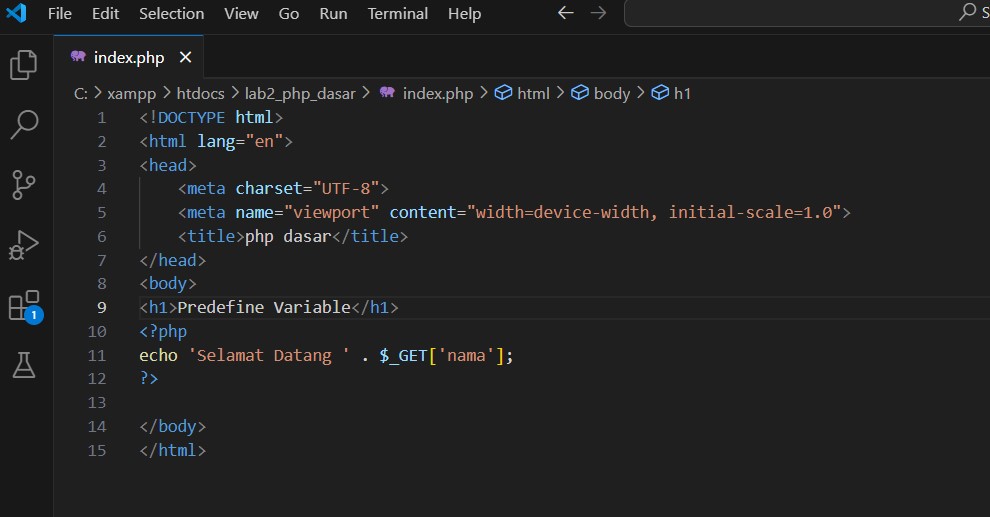 File Edit Selection View Go Run Terminal Help S
index.php
C: > xampp > htdocs > lab2_php_dasar > index.php > html > body > h1
1 <!DOCTYPE html>
2 <html lang="en">
3 <head>
4     <meta charset="UTF-8">
5     <meta name="viewport" content="width=device-width, initial-scale=1.0">
6     <title>php dasar</title>
7 </head>
8 <body>
9 <h1>Predefine Variable</h1>
10 <?php
11 echo 'Selamat Datang ' . $_GET['nama'];
12 ?>
13
14 </body>
15 </html>
1